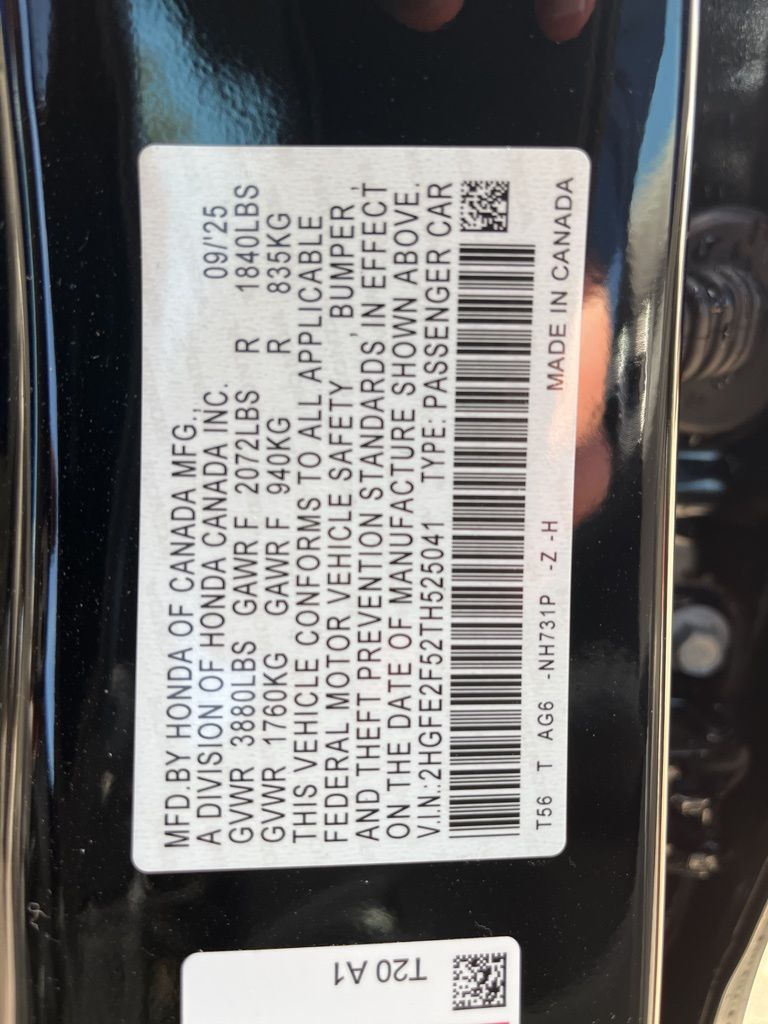 MFD.BY HONDA OF CANADA MFG.,
A DIVISION OF HONDA CANADA INC. 09/'25
GVWR 3880LBS GAWR F 2072LBS R 1840LBS
GVWR 1760KG GAWR F 940KG R 835KG
THIS VEHICLE CONFORMS TO ALL APPLICABLE
FEDERAL MOTOR VEHICLE SAFETY , BUMPER ,
AND THEFT PREVENTION STANDARDS IN EFFECT
ON THE DATE OF MANUFACTURE SHOWN ABOVE.
V.I.N.:2HGFE2F52TH525041 TYPE: PASSENGER CAR
T56 T AG6 -NH731P -Z -H MADE IN CANADA
T20 A1